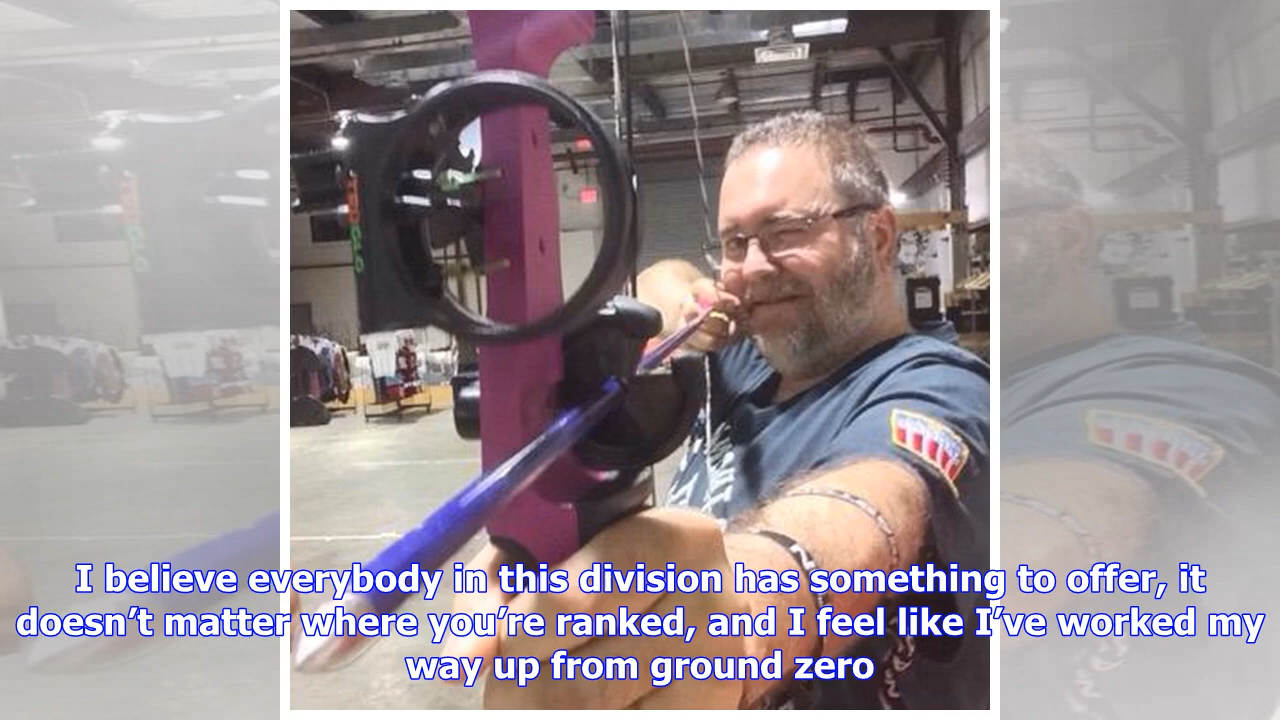 I believe everybody in this division has something to offer, it
doesn’t matter where you’re ranked, and I feel like I’ve worked my
way up from ground zero